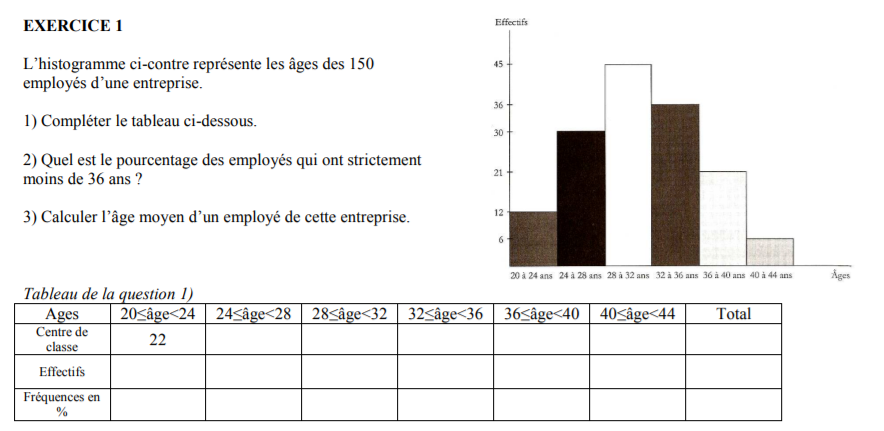 EXERCICE 1
L'histogramme ci-contre représente les âges des 150
employés d'une entreprise.
1) Compléter le tableau ci-dessous.
2) Quel est le pourcentage des employés qui ont strictement
moins de 36 ans ?
3) Calculer l'âge moyen d'un employé de cette entreprise.
Effectifs
45
36
30
21
12
6
20 à 24 ans 24 à 28 ans 28 à 32 ans 32 à 36 ans 36 à 40 ans 40 à 44 ans Âges
Tableau de la question 1)
Ages 20≤âge<24 24≤âge<28 28≤âge<32 32≤âge<36 36≤âge<40 40≤âge<44 Total
Centre de
classe 22
Effectifs
Fréquences en
%